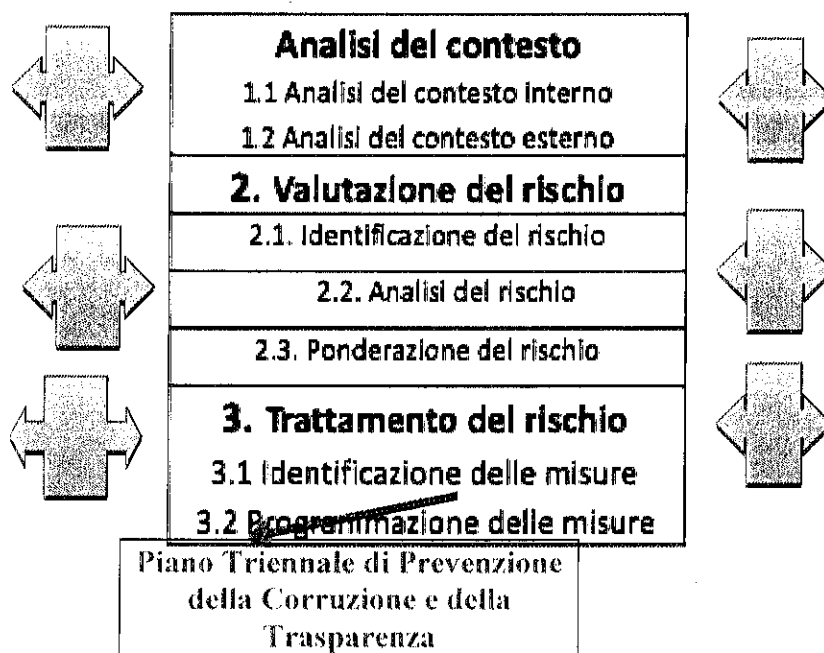 Analisi del contesto
1.1 Analisi del contesto interno
1.2 Analisi del contesto esterno
2. Valutazione del rischio
2.1. Identificazione del rischio
2.2. Analisi del rischio
2.3. Ponderazione del rischio
3. Trattamento del rischio
3.1 Identificazione delle misure
3.2 Programmazione delle misure
Piano Triennale di Prevenzione
della Corruzione e della
Trasparenza